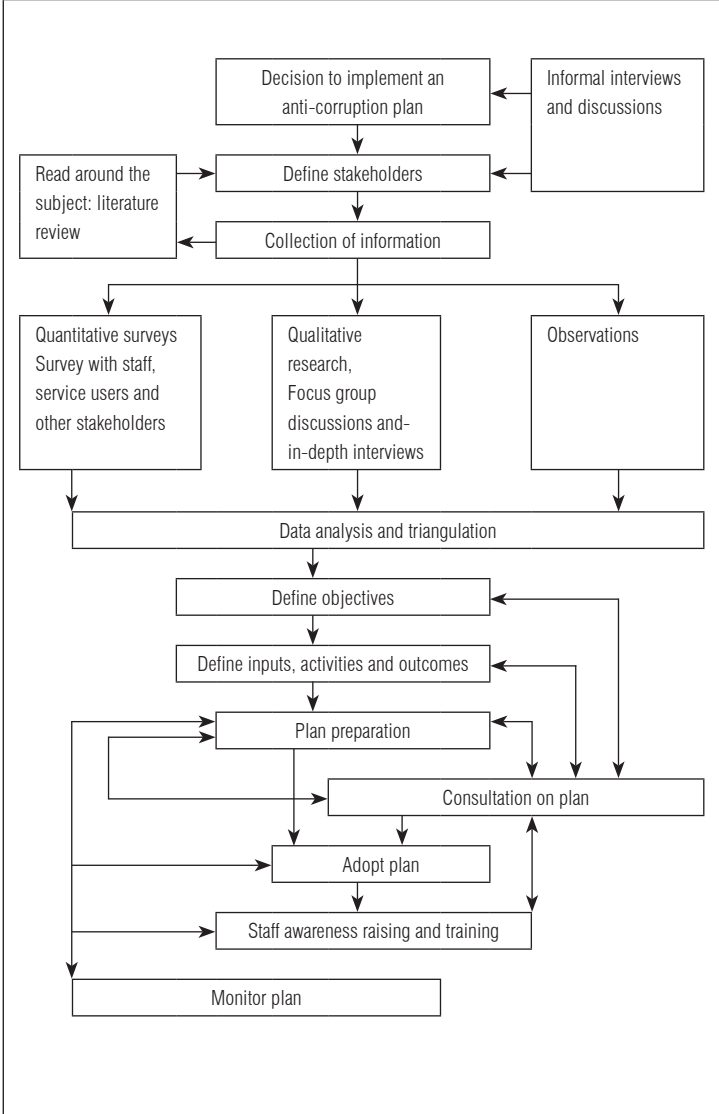 Decision to implement an
anti-corruption plan
Informal interviews
and discussions
Read around the
subject: literature
review
Define stakeholders
Collection of information
Quantitative surveys
Survey with staff,
service users and
other stakeholders
Qualitative
research,
Focus group
discussions and-
in-depth interviews
Observations
Data analysis and triangulation
Define objectives
Define inputs, activities and outcomes
Plan preparation
Consultation on plan
Adopt plan
Staff awareness raising and training
Monitor plan